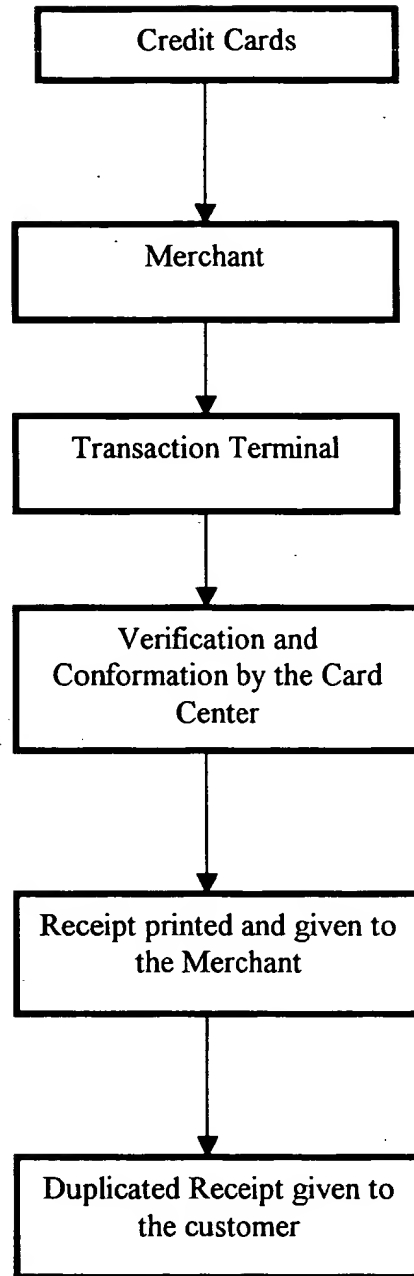 Credit Cards
Merchant
Transaction Terminal
Verification and
Conformation by the Card
Center
Receipt printed and given to
the Merchant
Duplicated Receipt given to
the customer